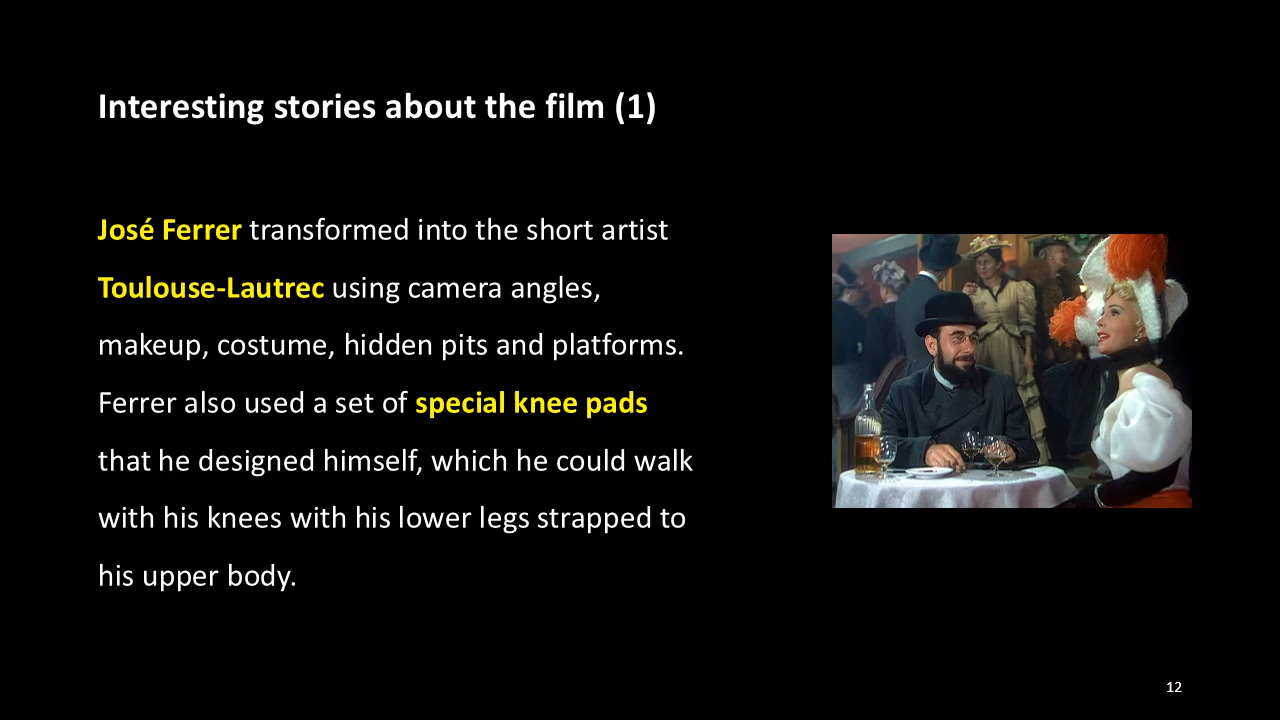 Interesting stories about the film (1)
José Ferrer transformed into the short artist
Toulouse-Lautrec using camera angles,
makeup, costume, hidden pits and platforms.
Ferrer also used a set of special knee pads
that he designed himself, which he could walk
with his knees with his lower legs strapped to
his upper body.
12